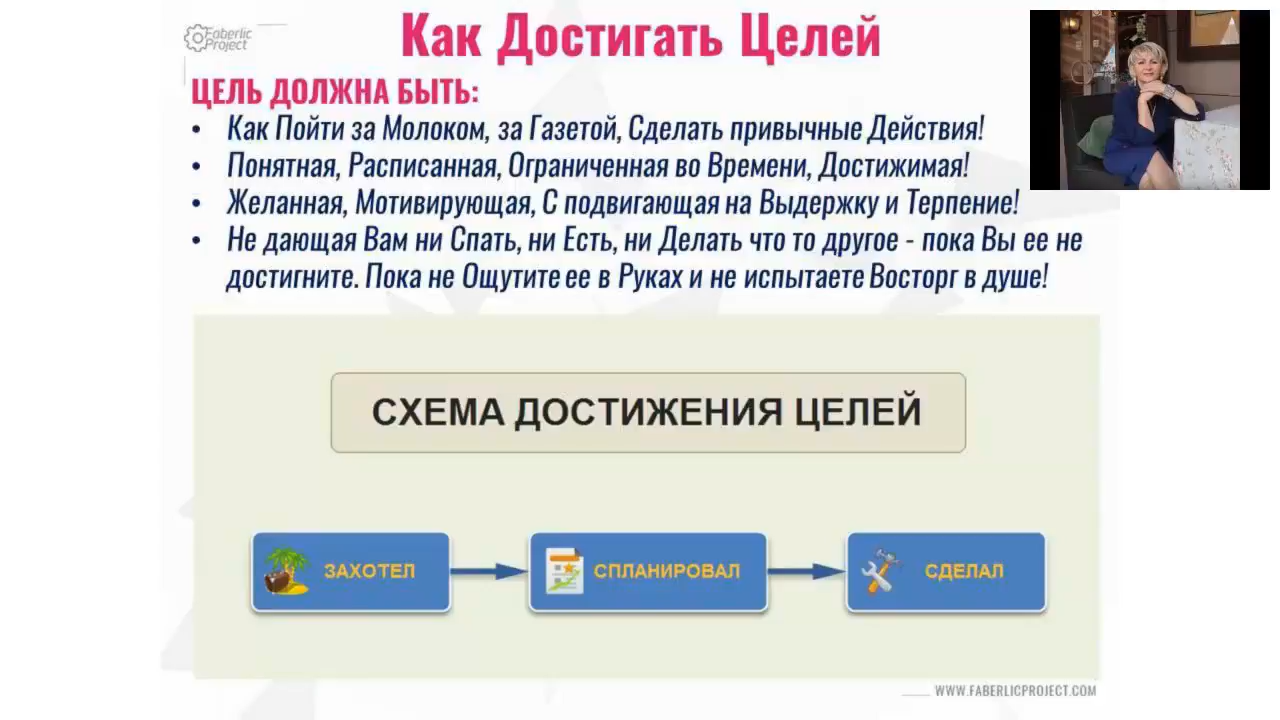 Faberlic
Project
Как Достигать Целей
ЦЕЛЬ ДОЛЖНА БЫТЬ:
• Как Пойти за Молоком, за Газетой, Сделать привычные Действия!
• Понятная, Расписанная, Ограниченная во Времени, Достижимая!
• Желанная, Мотивирующая, С подвигающая на Выдержку и Терпение!
• Не дающая Вам ни Спать, ни Есть, ни Делать что то другое - пока Вы ее не
достигните. Пока не Ощутите ее в Руках и не испытаете Восторг в душе!
СХЕМА ДОСТИЖЕНИЯ ЦЕЛЕЙ
ЗАХОТЕЛ
СПЛАНИРОВАЛ
СДЕЛАЛ
WWW.FABERLICPROJECT.COM